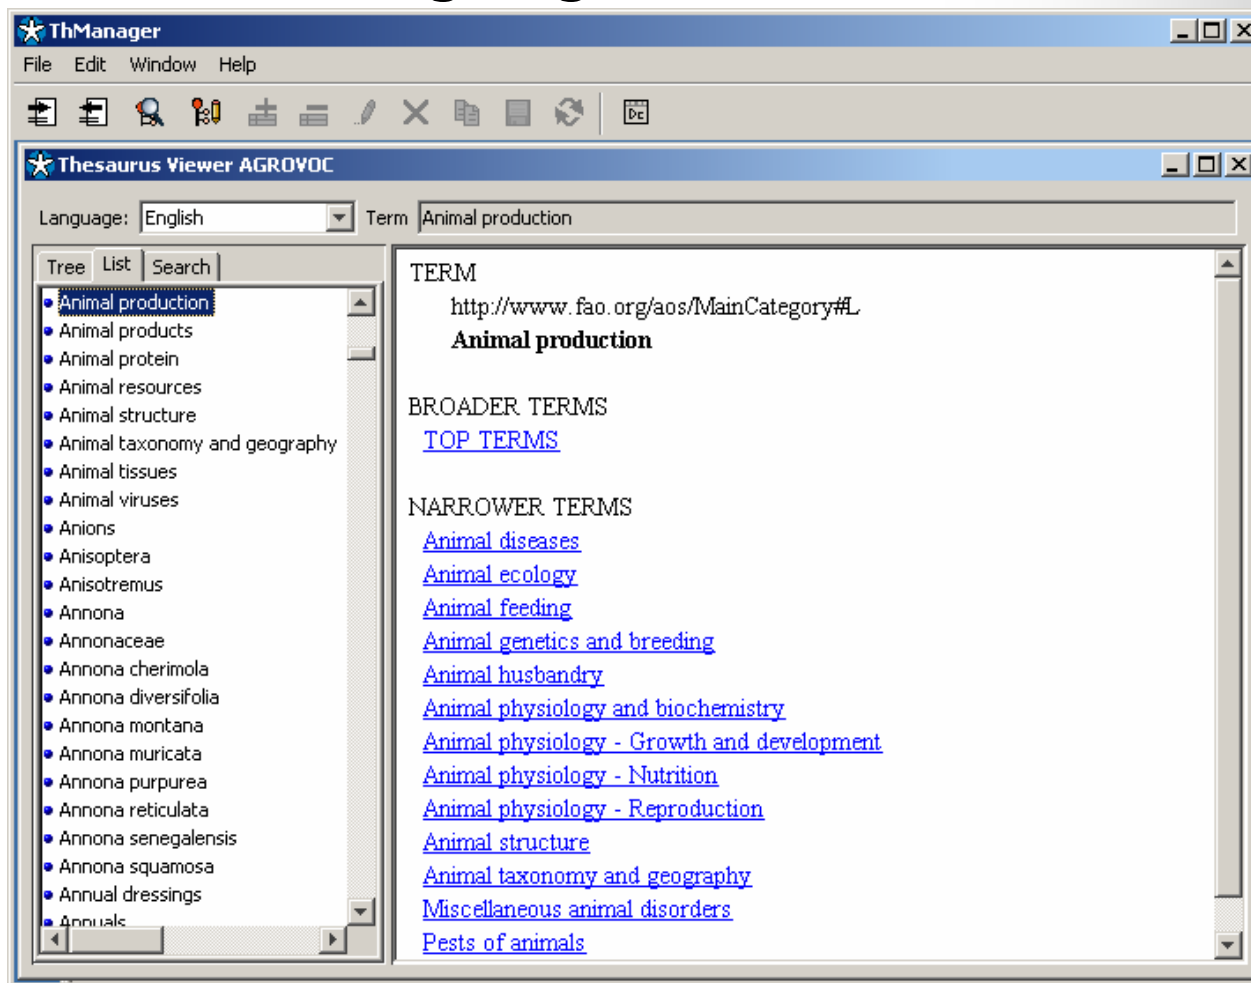 ThManager
File Edit Window Help
Dc
Thesaurus Viewer AGROVOC
Language: English Term Animal production
Tree List Search
Animal production
Animal products
Animal protein
Animal resources
Animal structure
Animal taxonomy and geography
Animal tissues
Animal viruses
Anions
Anisoptera
Anisotremus
Annona
Annonaceae
Annona cherimola
Annona diversifolia
Annona montana
Annona muricata
Annona purpurea
Annona reticulata
Annona senegalensis
Annona squamosa
Annual dressings
Annuals
TERM
http://www.fao.org/aos/MainCategory#L
Animal production
BROADER TERMS
TOP TERMS
NARROWER TERMS
Animal diseases
Animal ecology
Animal feeding
Animal genetics and breeding
Animal husbandry
Animal physiology and biochemistry
Animal physiology - Growth and development
Animal physiology - Nutrition
Animal physiology - Reproduction
Animal structure
Animal taxonomy and geography
Miscellaneous animal disorders
Pests of animals